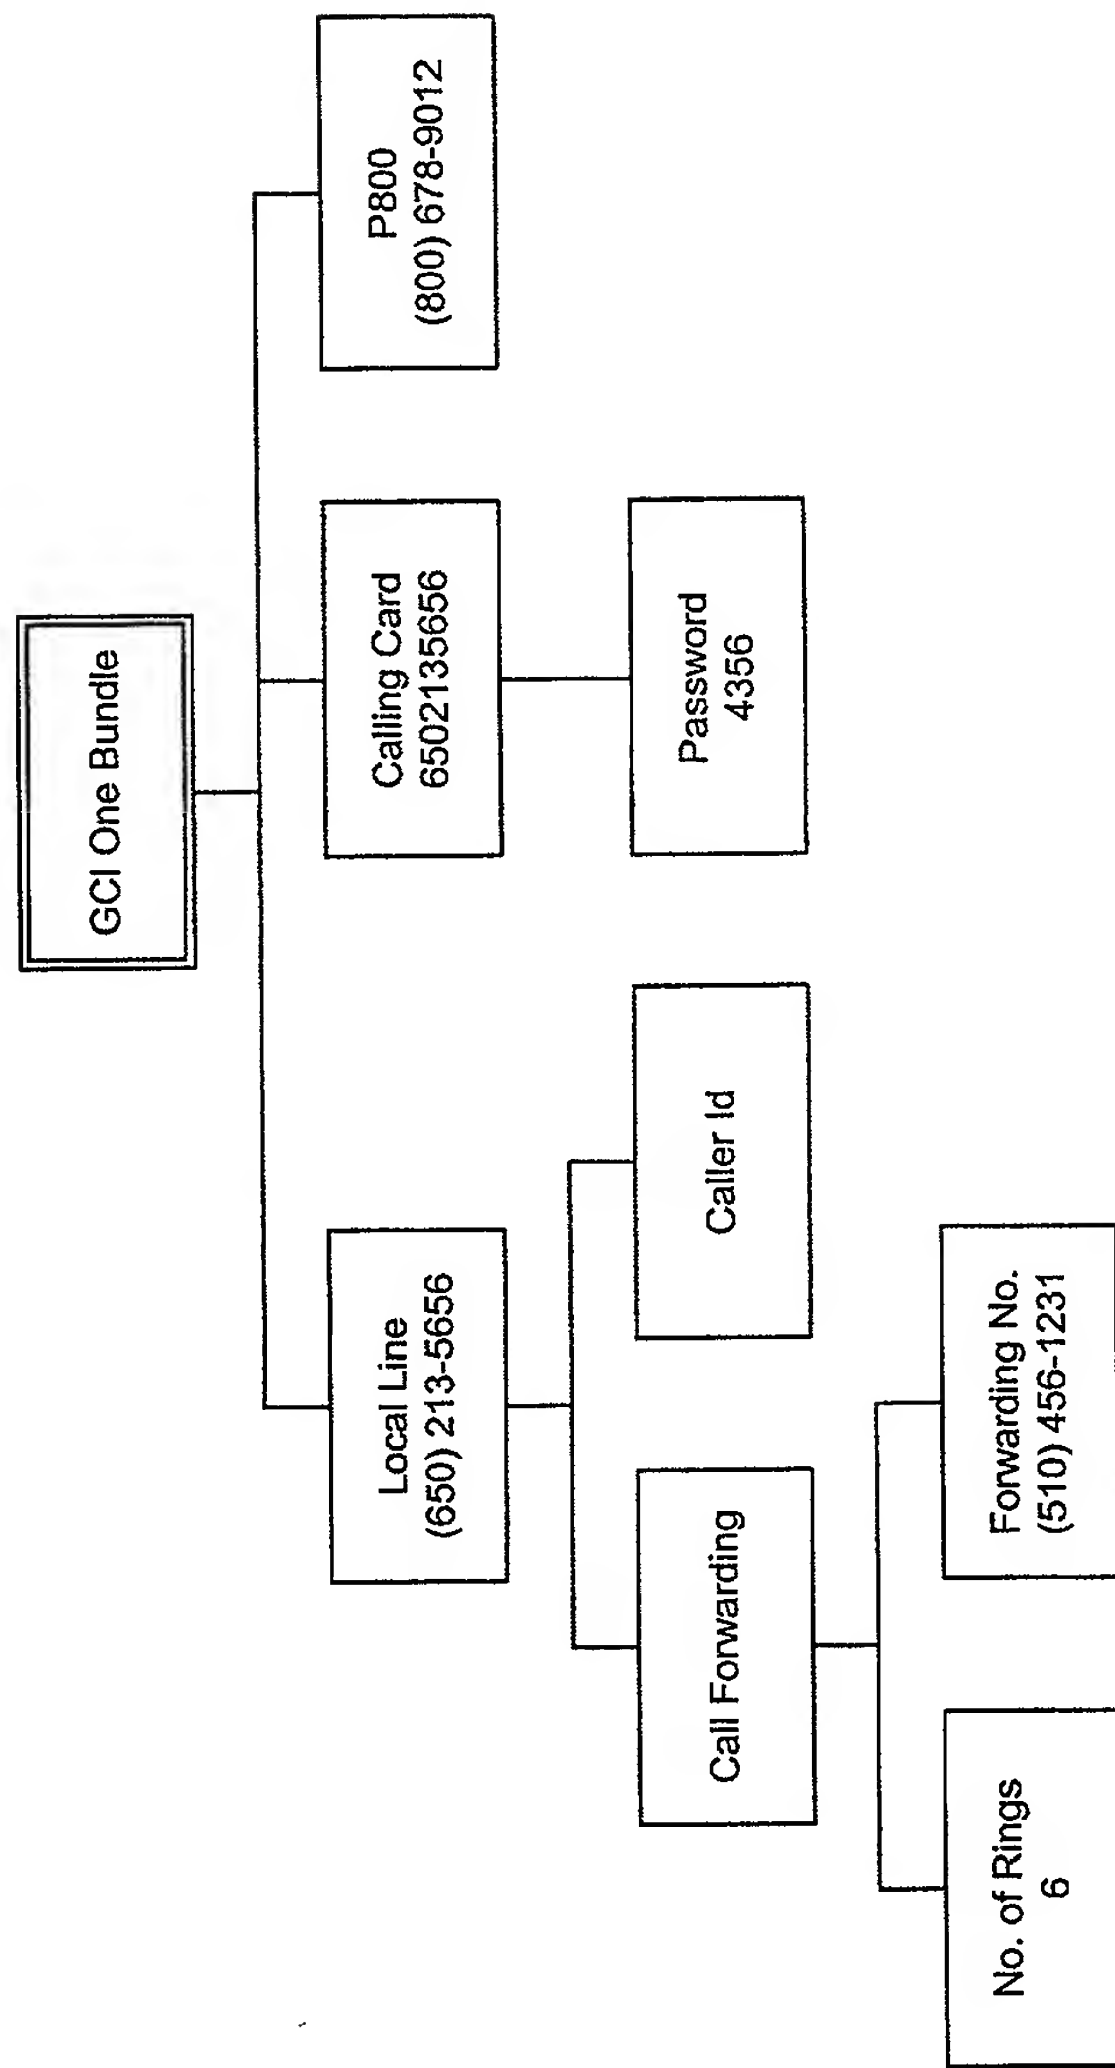 GCI One Bundle
Local Line
(650) 213-5656
Calling Card
6502135656
P800
(800) 678-9012
Call Forwarding
Caller Id
Password
4356
No. of Rings
6
Forwarding No.
(510) 456-1231